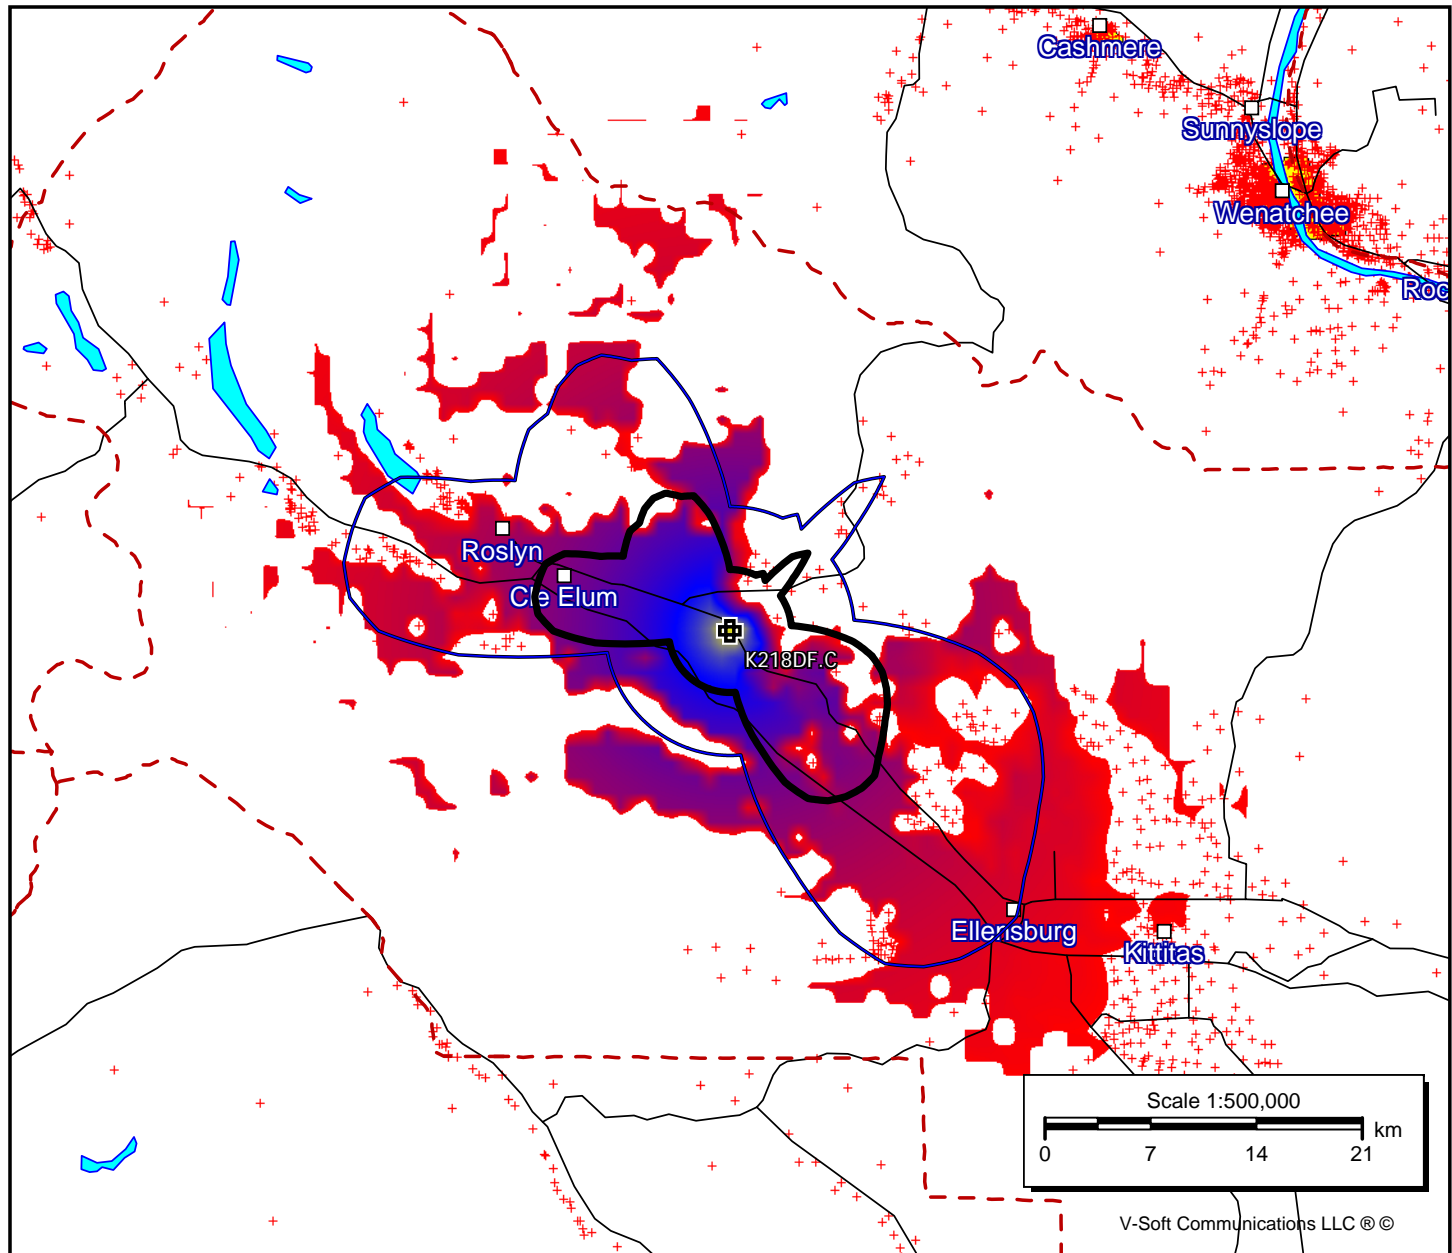 Cashmere
Sunnyslope
Wenatchee
Roc
Roslyn
Cle Elum
K218DF.C
Ellensburg
Kittitas
Scale 1:500,000
km
0 7 14 21
V-Soft Communications LLC ® ©